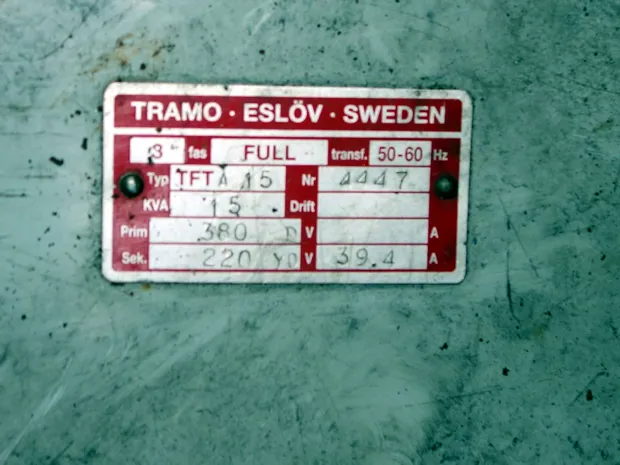 TRAMO · ESLÖV · SWEDEN
3 fas FULL transf. 50-60 Hz
Typ TFTA 15 Nr 4447
KVA 15 Drift
Prim 380 D V A
Sek. 220 YO V 39.4 A